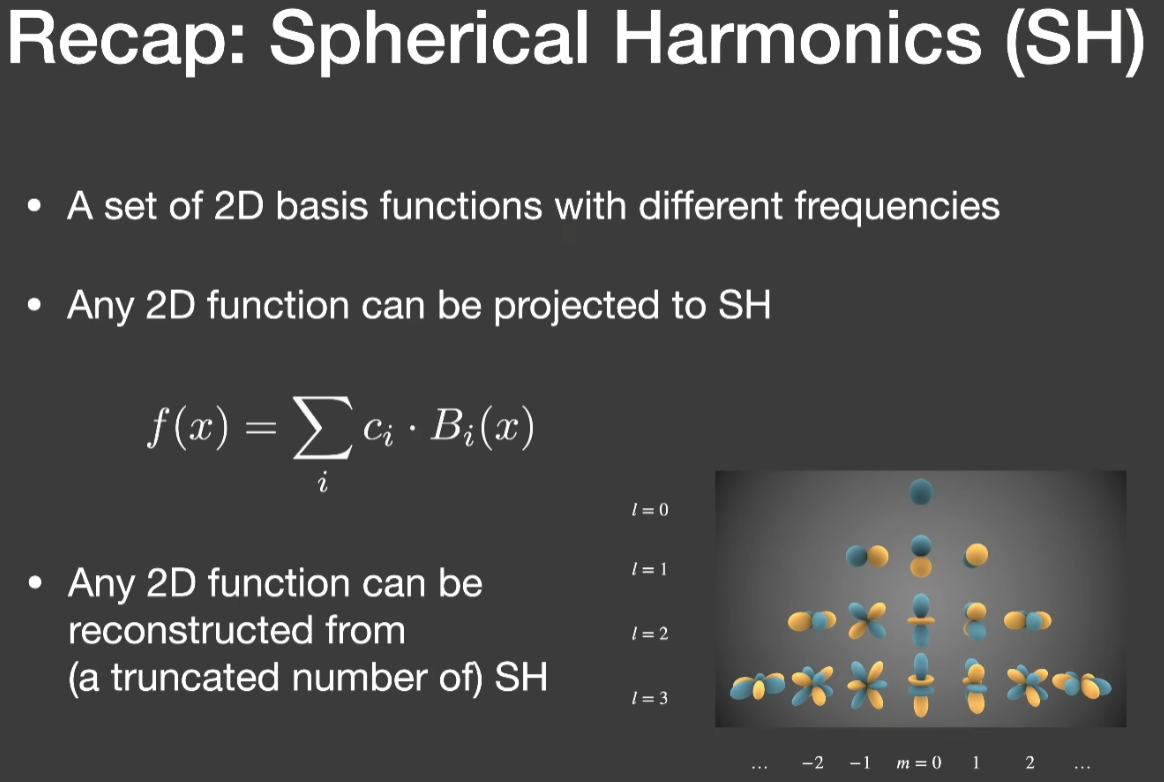 Recap: Spherical Harmonics (SH)
• A set of 2D basis functions with different frequencies
• Any 2D function can be projected to SH
f(x) = ∑ c_i · B_i(x)
i
• Any 2D function can be
reconstructed from
(a truncated number of) SH
l = 0
l = 1
l = 2
l = 3
... −2 −1 m = 0 1 2 ...